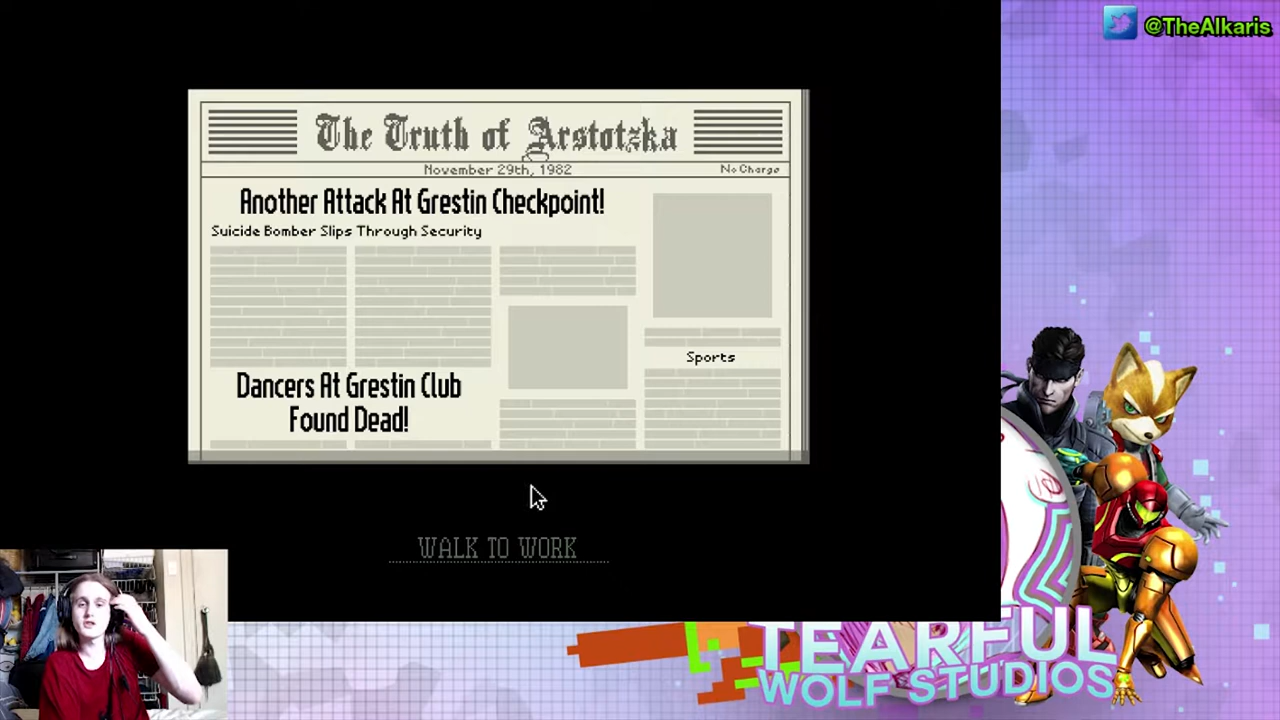 @TheAlkaris
The Truth of Arstotzka
November 29th, 1982
No Charge
Another Attack At Grestin Checkpoint!
Suicide Bomber Slips Through Security
Sports
Dancers At Grestin Club
Found Dead!
WALK TO WORK
TEARFUL
WOLF STUDIOS